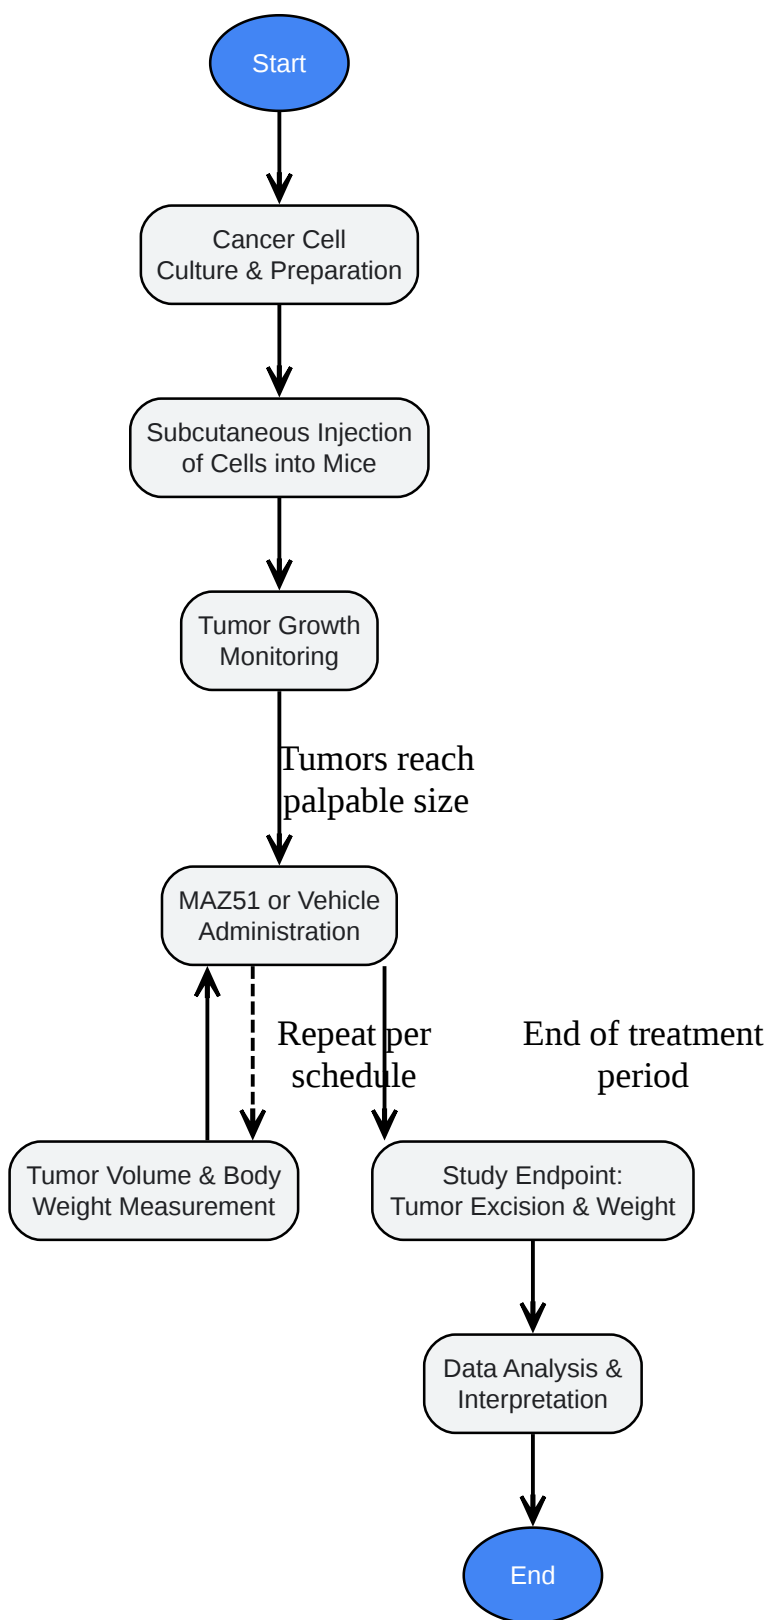 Start
Cancer Cell
Culture & Preparation
Subcutaneous Injection
of Cells into Mice
Tumor Growth
Monitoring
Tumors reach
palpable size
MAZ51 or Vehicle
Administration
Repeat per
schedule
End of treatment
period
Tumor Volume & Body
Weight Measurement
Study Endpoint:
Tumor Excision & Weight
Data Analysis &
Interpretation
End